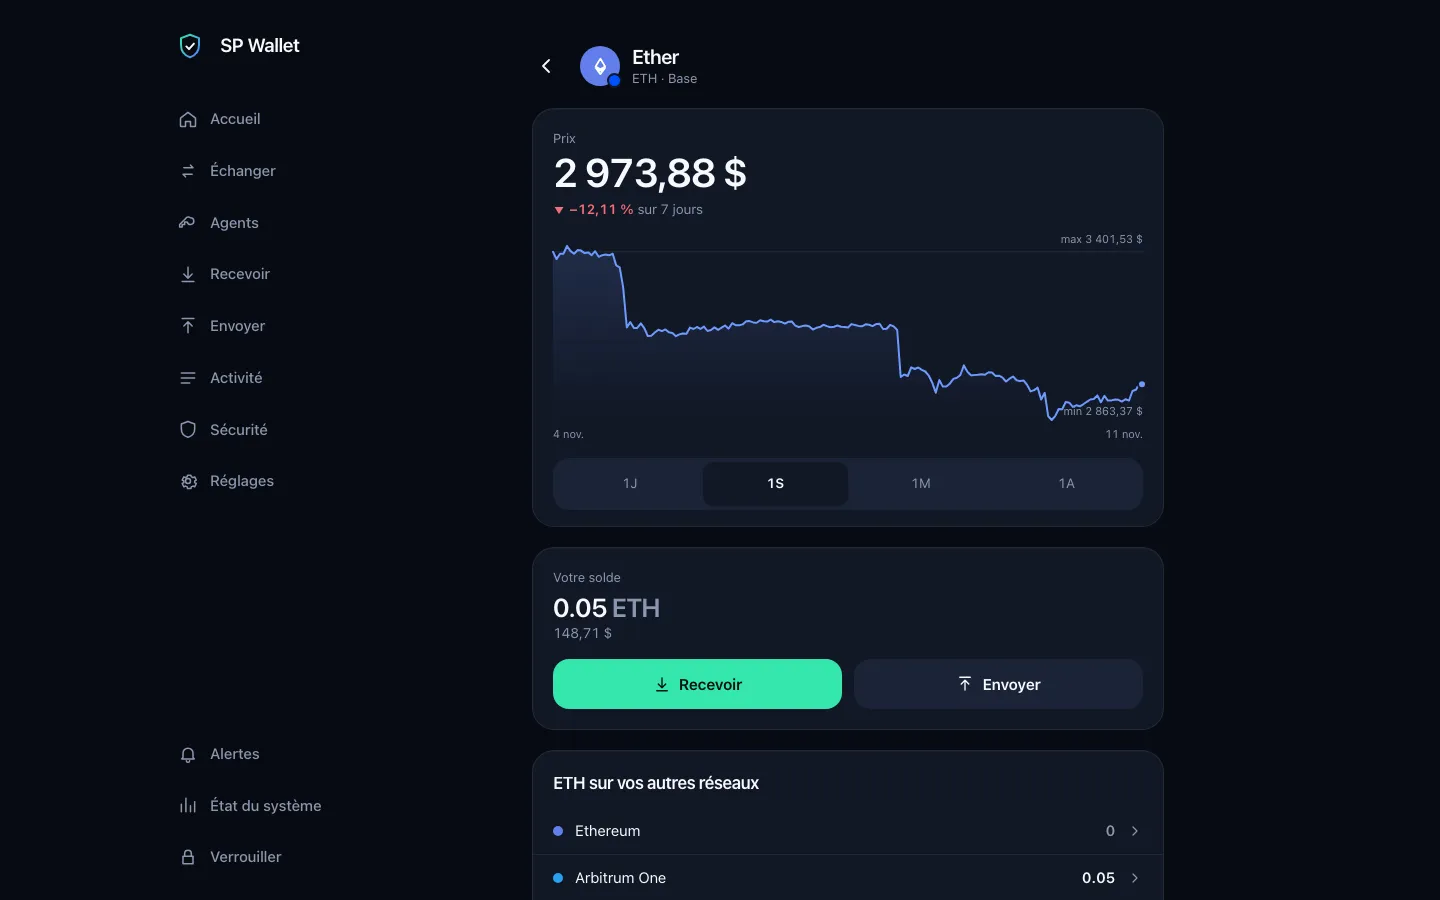 SP Wallet
Accueil
Échanger
Agents
Recevoir
Envoyer
Activité
Sécurité
Réglages
Alertes
État du système
Verrouiller
Ether
ETH · Base
Prix
2 973,88 $
−12,11 % sur 7 jours
max 3 401,53 $
min 2 863,37 $
4 nov.
11 nov.
1J
1S
1M
1A
Votre solde
0.05 ETH
148,71 $
Recevoir
Envoyer
ETH sur vos autres réseaux
Ethereum
0
Arbitrum One
0.05